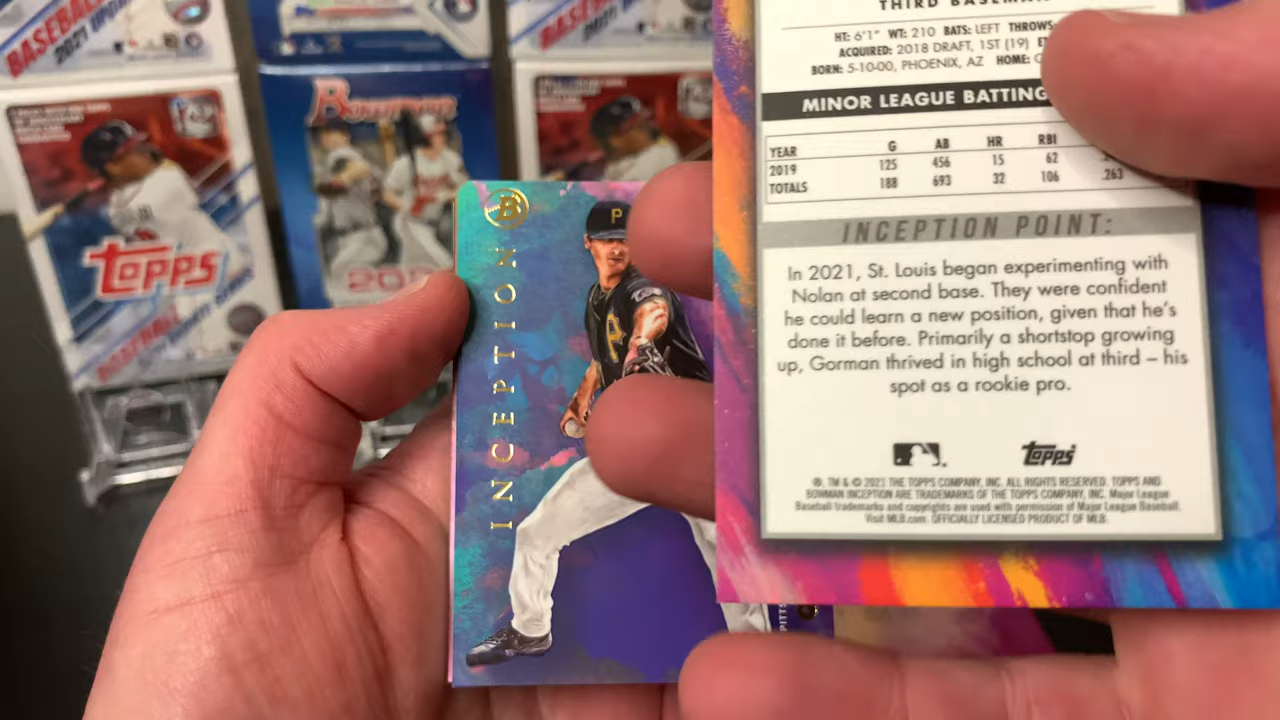 THIRD BASEMAN
HT: 6'1" WT: 210 BATS: LEFT THROWS:
ACQUIRED: 2018 DRAFT, 1ST (19)
BORN: 5-10-00, PHOENIX, AZ HOME:
MINOR LEAGUE BATTING
YEAR G AB HR RBI
2019 125 456 15 62
TOTALS 188 693 32 106 .263
INCEPTION POINT:
In 2021, St. Louis began experimenting with
Nolan at second base. They were confident
he could learn a new position, given that he's
done it before. Primarily a shortstop growing
up, Gorman thrived in high school at third – his
spot as a rookie pro.
Topps
®, TM & © 2021 THE TOPPS COMPANY, INC. ALL RIGHTS RESERVED. TOPPS AND
BOWMAN INCEPTION ARE TRADEMARKS OF THE TOPPS COMPANY, INC. Major League
Baseball trademarks and copyrights are used with permission of Major League Baseball.
Visit MLB.com. OFFICIALLY LICENSED PRODUCT OF MLB.
B
INCEPTION
P
P
PITTS
BASEBALL
2021 UPDATE
Topps
BASEBALL
Bowman
202